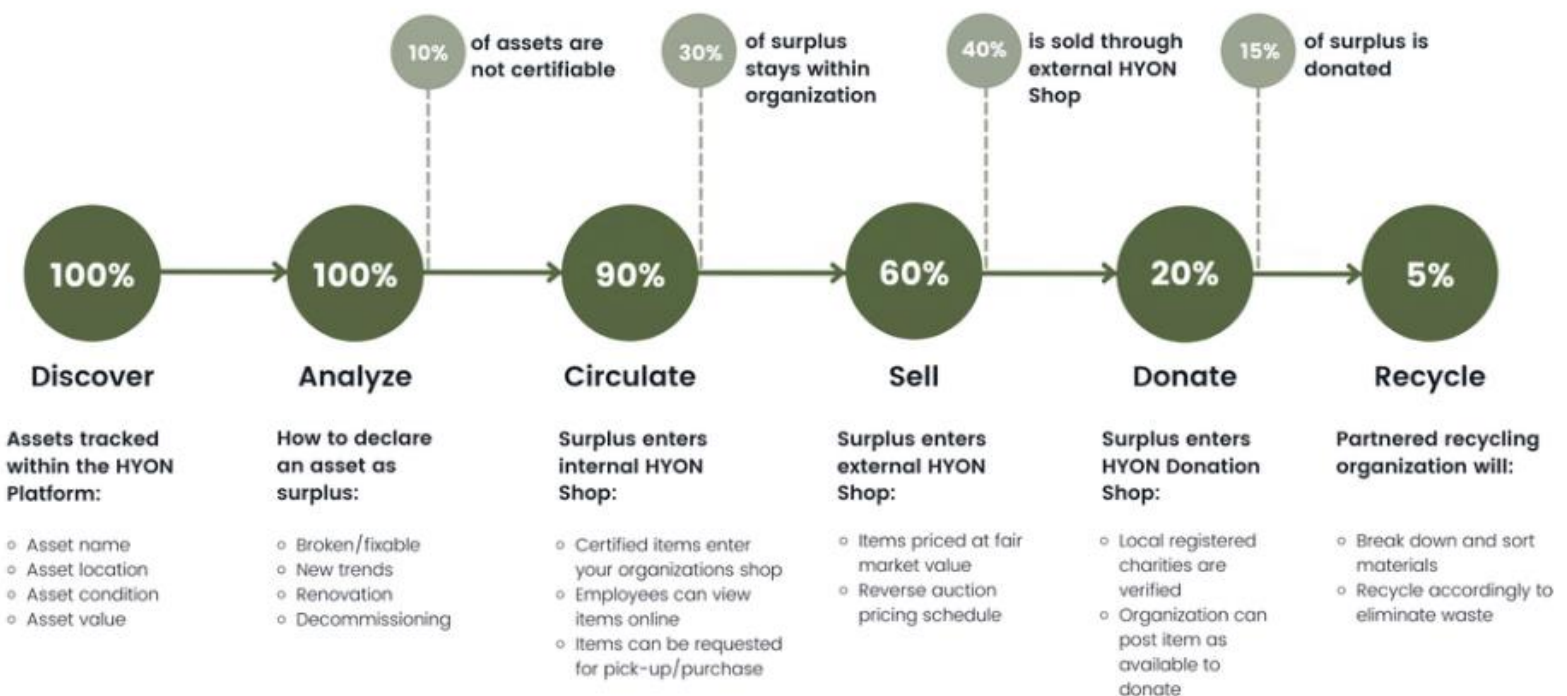 10%
of assets are
not certifiable
30%
of surplus
stays within
organization
40%
is sold through
external HYON
Shop
15%
of surplus is
donated
100%
100%
90%
60%
20%
5%
Discover
Analyze
Circulate
Sell
Donate
Recycle
Assets tracked
within the HYON
Platform:
Asset name
Asset location
Asset condition
Asset value
How to declare
an asset as
surplus:
Broken/fixable
New trends
Renovation
Decommissioning
Surplus enters
internal HYON
Shop:
Certified items enter
your organizations shop
Employees can view
items online
Items can be requested
for pick-up/purchase
Surplus enters
external HYON
Shop:
Items priced at fair
market value
Reverse auction
pricing schedule
Surplus enters
HYON Donation
Shop:
Local registered
charities are
verified
Organization can
post item as
available to
donate
Partnered recycling
organization will:
Break down and sort
materials
Recycle accordingly to
eliminate waste